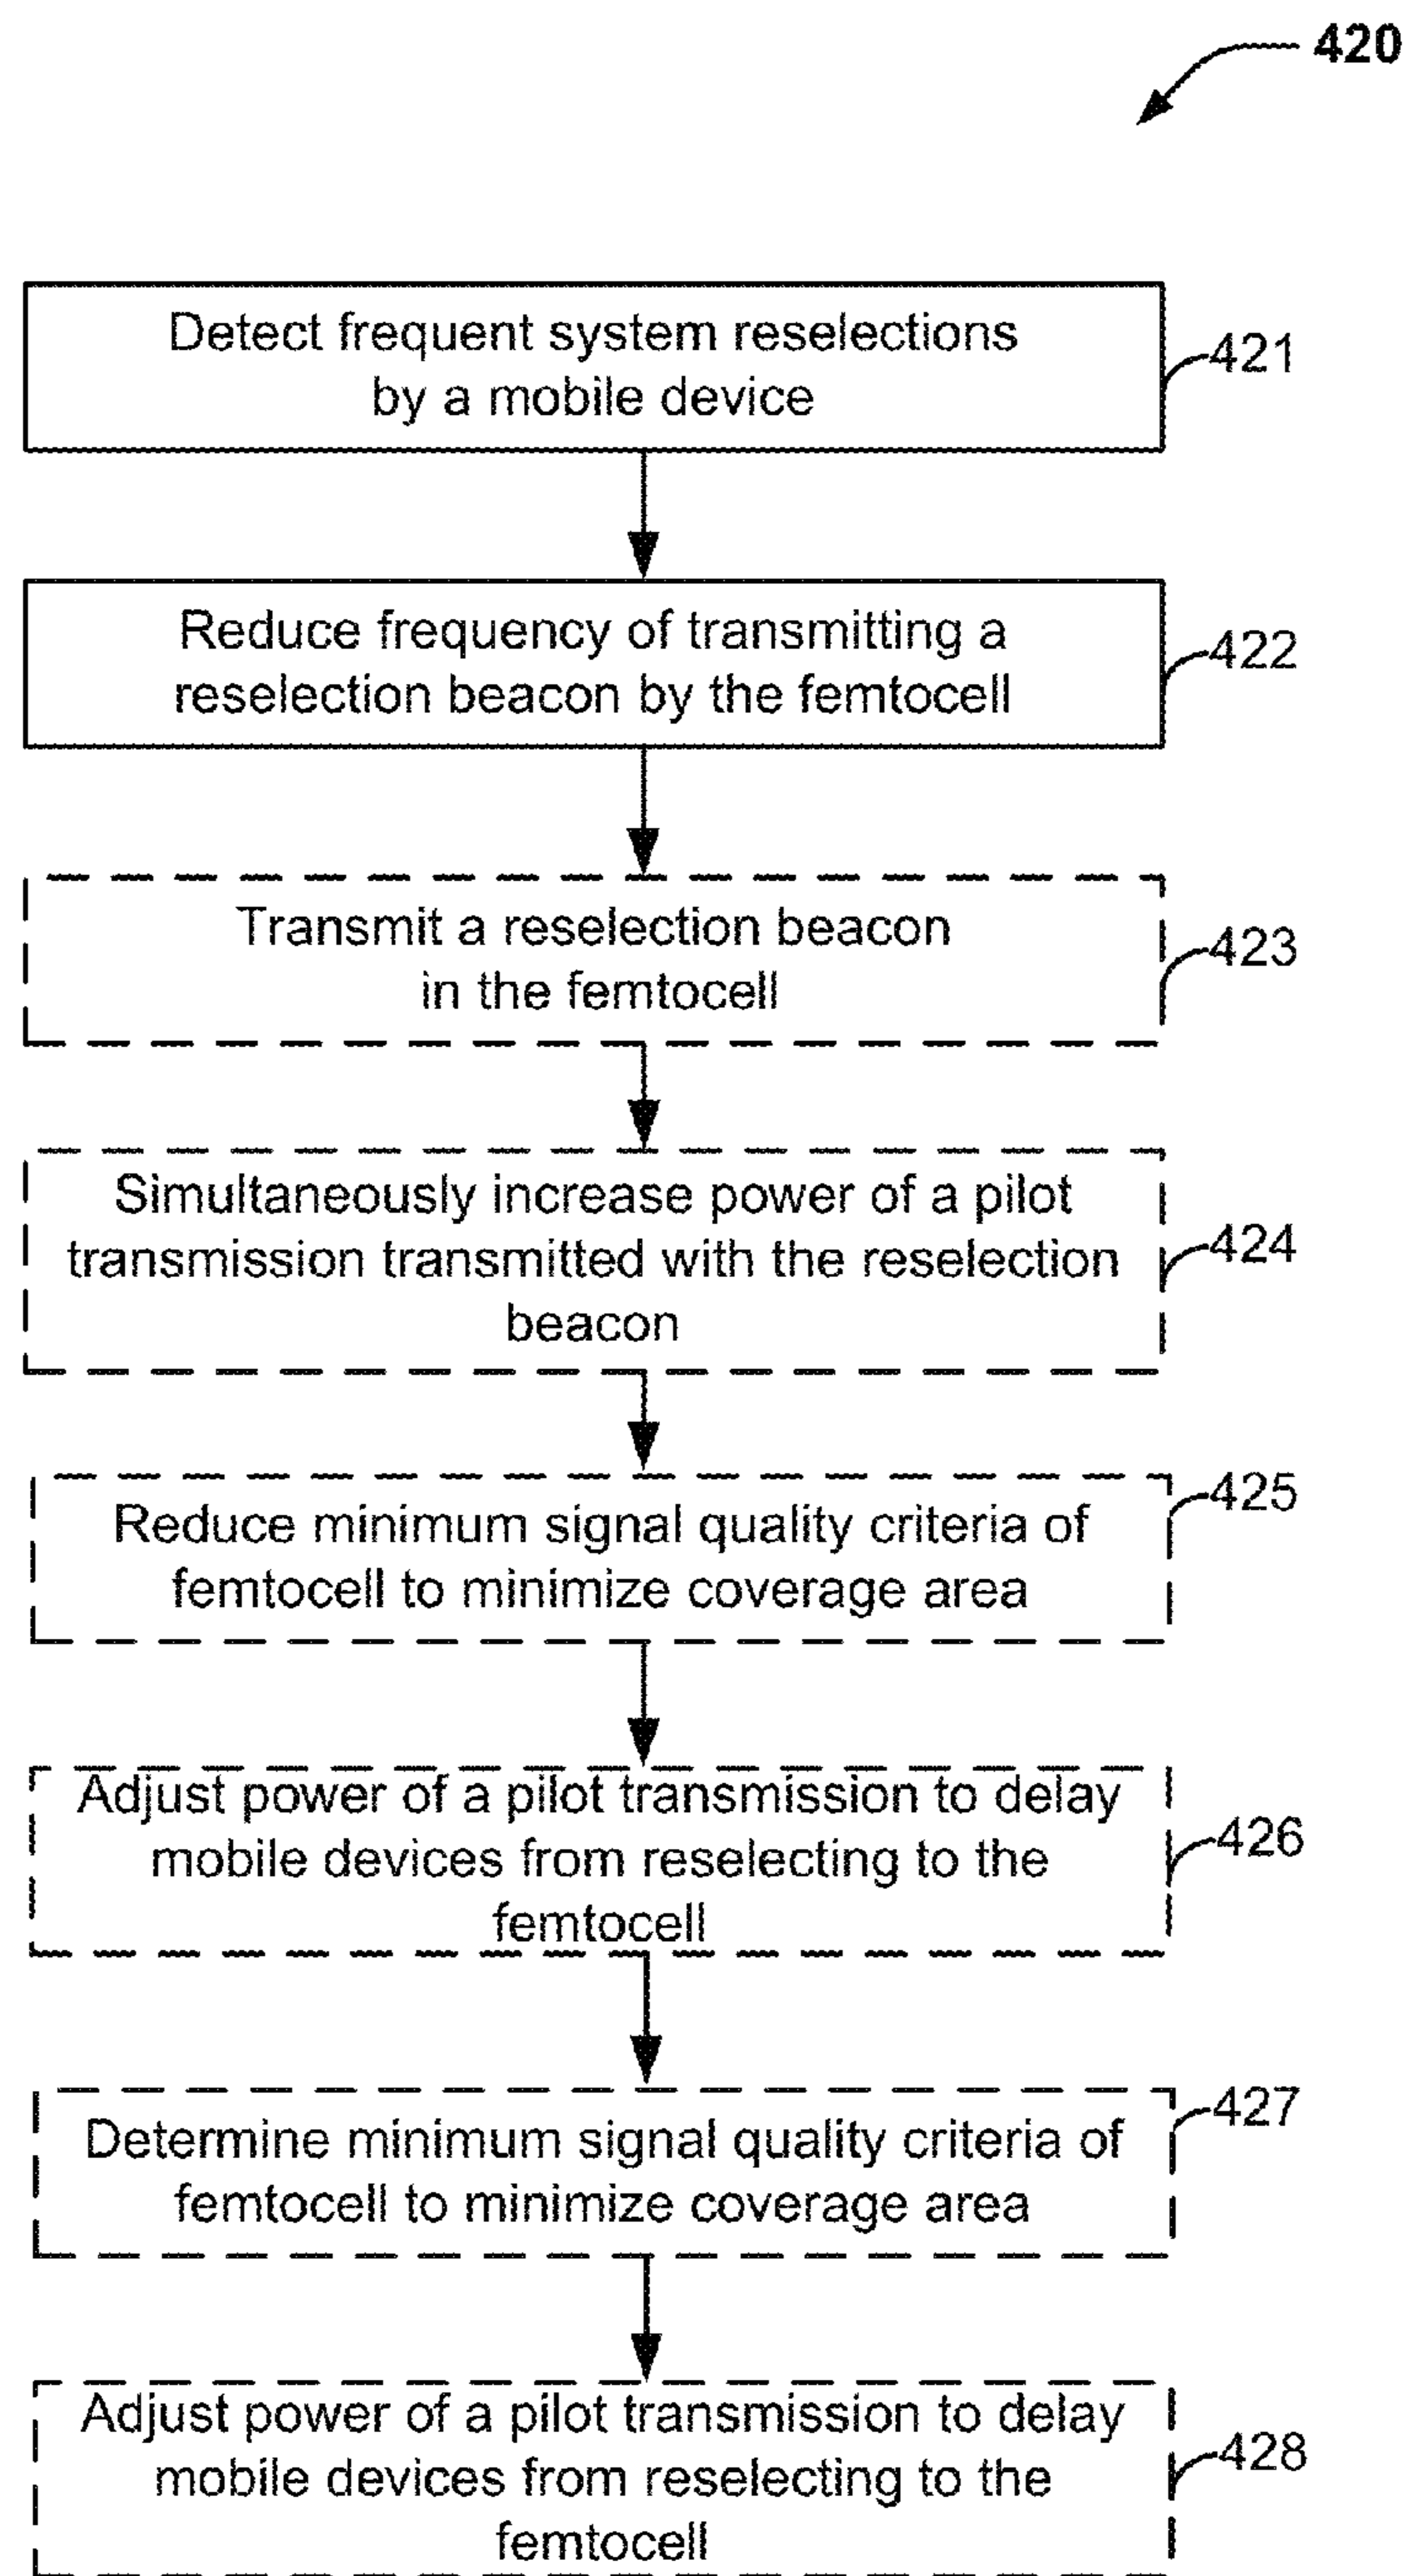 420
Detect frequent system reselections
by a mobile device
421
Reduce frequency of transmitting a
reselection beacon by the femtocell
422
Transmit a reselection beacon
in the femtocell
423
Simultaneously increase power of a pilot
transmission transmitted with the reselection
beacon
424
Reduce minimum signal quality criteria of
femtocell to minimize coverage area
425
Adjust power of a pilot transmission to delay
mobile devices from reselecting to the
femtocell
426
Determine minimum signal quality criteria of
femtocell to minimize coverage area
427
Adjust power of a pilot transmission to delay
mobile devices from reselecting to the
femtocell
428